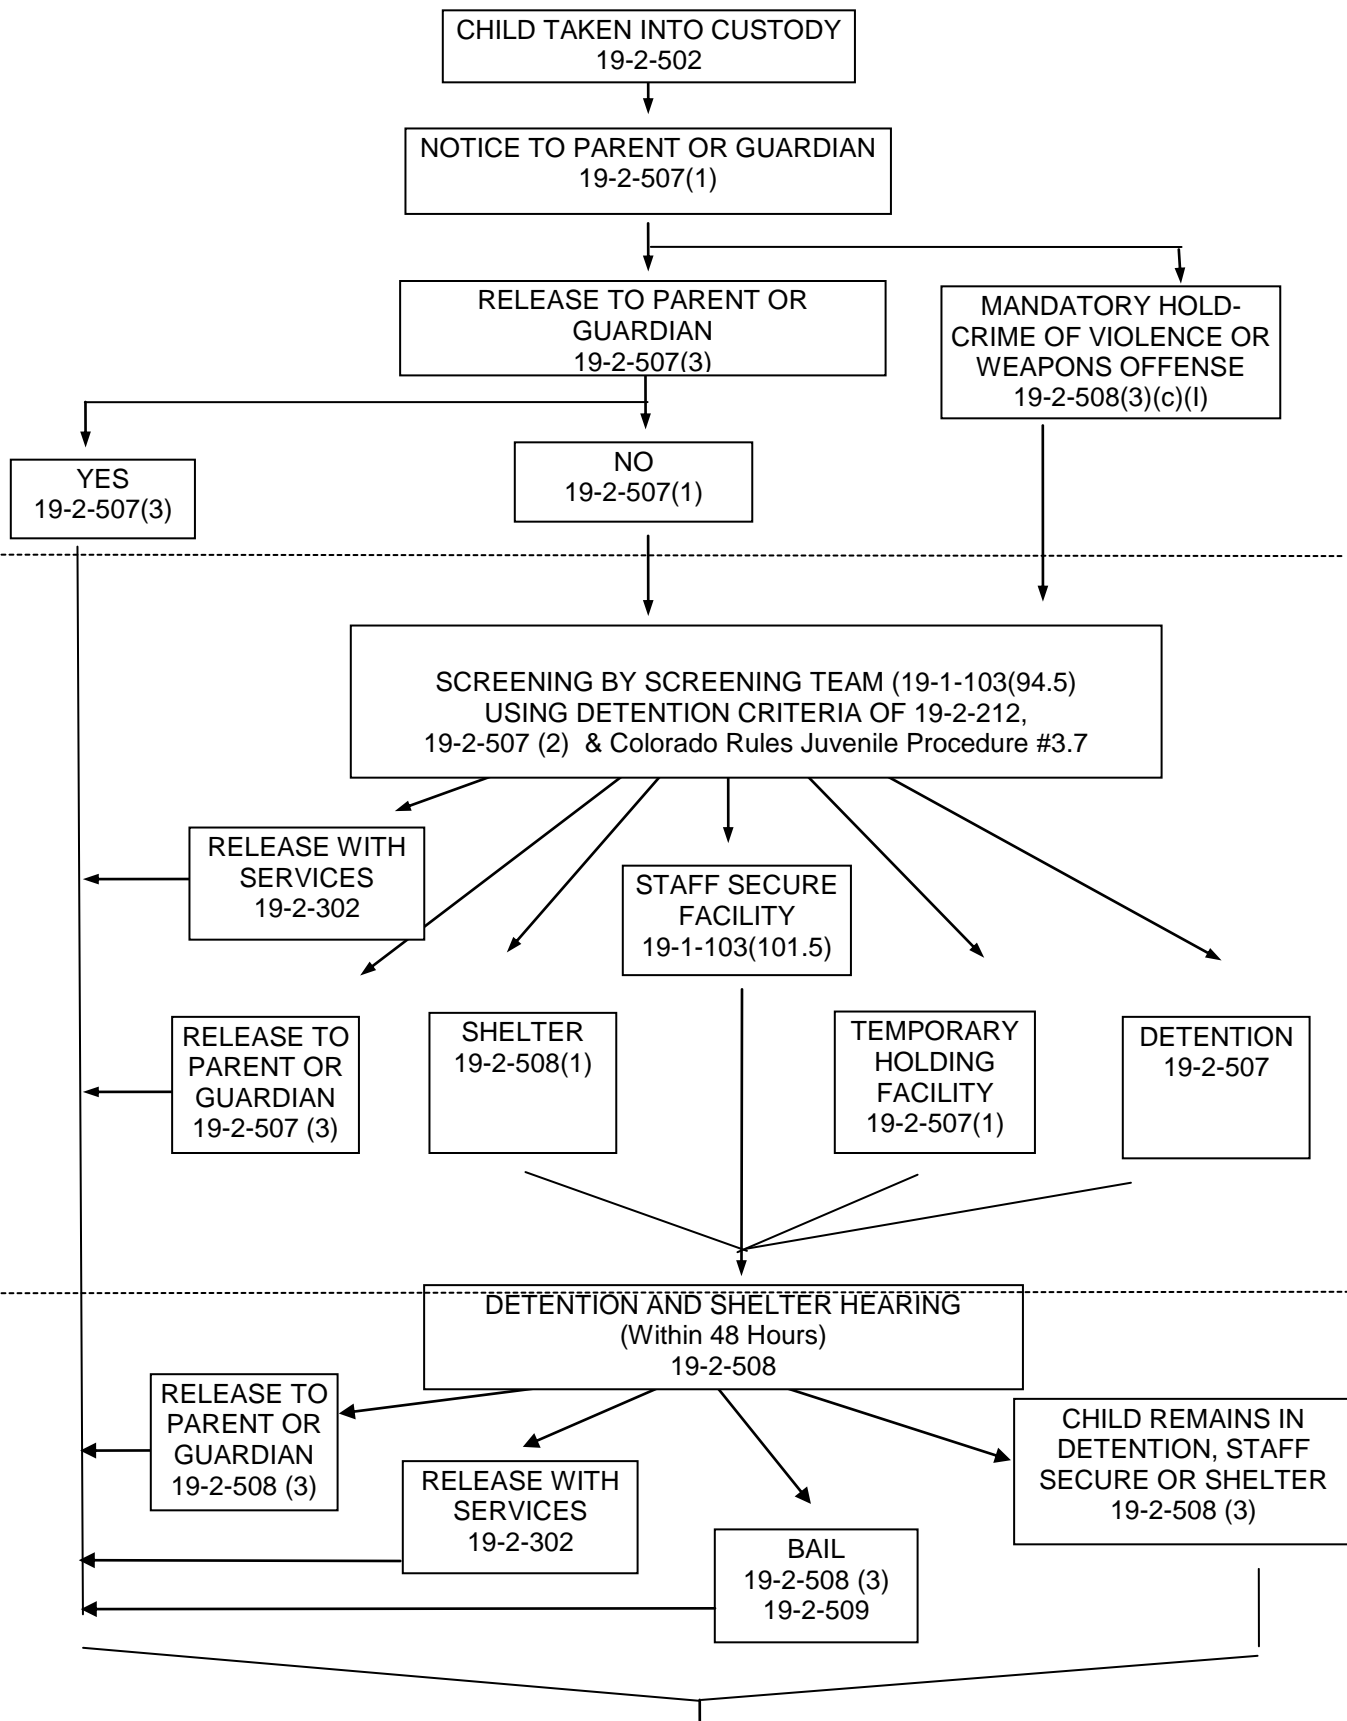 CHILD TAKEN INTO CUSTODY
19-2-502
NOTICE TO PARENT OR GUARDIAN
19-2-507(1)
RELEASE TO PARENT OR
GUARDIAN
19-2-507(3)
MANDATORY HOLD-
CRIME OF VIOLENCE OR
WEAPONS OFFENSE
19-2-508(3)(c)(I)
YES
19-2-507(3)
NO
19-2-507(1)
SCREENING BY SCREENING TEAM (19-1-103(94.5)
USING DETENTION CRITERIA OF 19-2-212,
19-2-507 (2) & Colorado Rules Juvenile Procedure #3.7
RELEASE WITH
SERVICES
19-2-302
STAFF SECURE
FACILITY
19-1-103(101.5)
RELEASE TO
PARENT OR
GUARDIAN
19-2-507 (3)
SHELTER
19-2-508(1)
TEMPORARY
HOLDING
FACILITY
19-2-507(1)
DETENTION
19-2-507
DETENTION AND SHELTER HEARING
(Within 48 Hours)
19-2-508
RELEASE TO
PARENT OR
GUARDIAN
19-2-508 (3)
RELEASE WITH
SERVICES
19-2-302
BAIL
19-2-508 (3)
19-2-509
CHILD REMAINS IN
DETENTION, STAFF
SECURE OR SHELTER
19-2-508 (3)